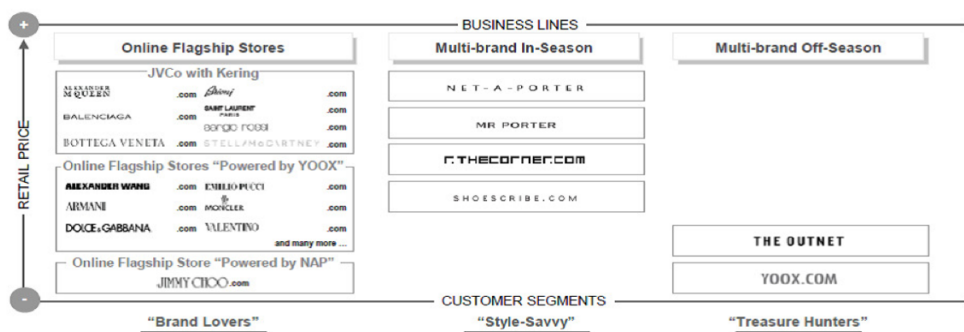 +
BUSINESS LINES
Online Flagship Stores
Multi-brand In-Season
Multi-brand Off-Season
JVCo with Kering
ALEXANDER McQUEEN .com Brioni .com
BALENCIAGA .com SAINT LAURENT PARIS .com
sergio rossi .com
BOTTEGA VENETA .com STELLA McCARTNEY .com
Online Flagship Stores “Powered by YOOX”
ALEXANDER WANG .com EMILIO PUCCI .com
ARMANI .com MONCLER .com
DOLCE & GABBANA .com VALENTINO .com
and many more ...
Online Flagship Store “Powered by NAP”
JIMMY CHOO .com
NET-A-PORTER
MR PORTER
THECORNER.COM
SHOESCRIBE.COM
THE OUTNET
YOOX.COM
RETAIL PRICE
-
CUSTOMER SEGMENTS
“Brand Lovers”
“Style-Savvy”
“Treasure Hunters”